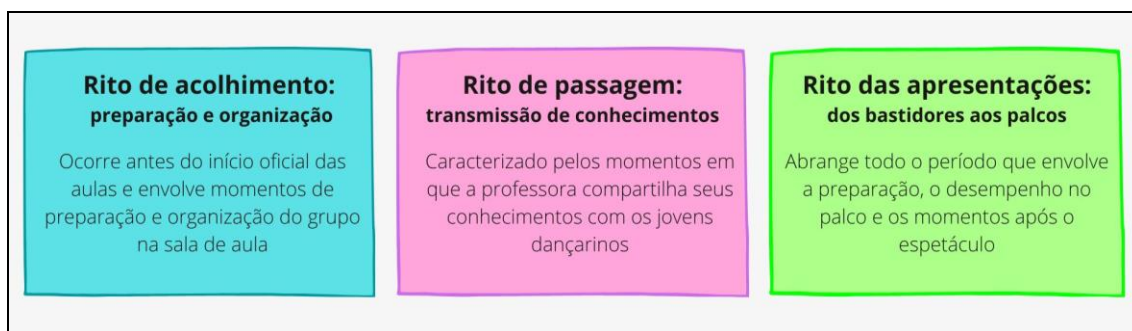 Rito de acolhimento:
preparação e organização
Ocorre antes do início oficial das
aulas e envolve momentos de
preparação e organização do grupo
na sala de aula
Rito de passagem:
transmissão de conhecimentos
Caracterizado pelos momentos em
que a professora compartilha seus
conhecimentos com os jovens
dançarinos
Rito das apresentações:
dos bastidores aos palcos
Abrange todo o período que envolve
a preparação, o desempenho no
palco e os momentos após o
espetáculo